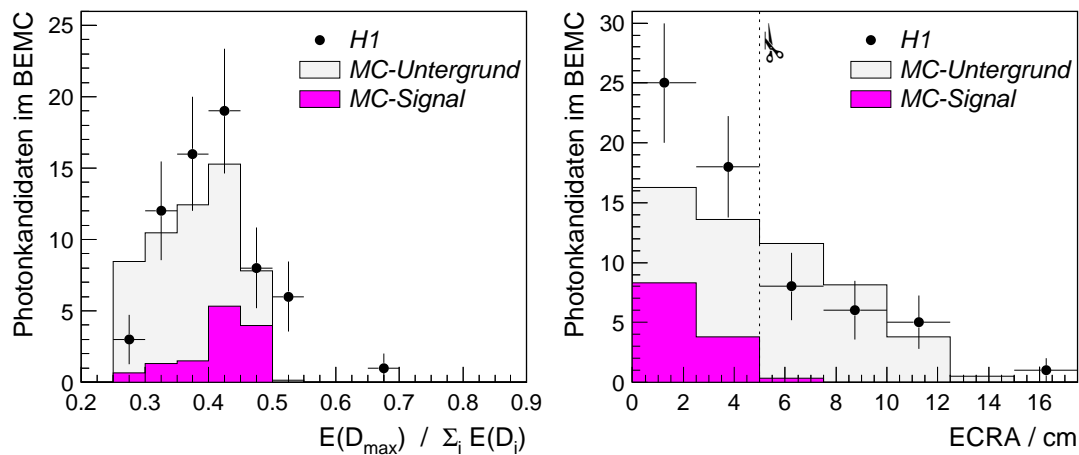 Photonkandidaten im BEMC
25
20
15
10
5
0
H1
MC-Untergrund
MC-Signal
0.2 0.3 0.4 0.5 0.6 0.7 0.8 0.9
E(Dmax) / Σi E(Di)
Photonkandidaten im BEMC
30
25
20
15
10
5
0
H1
MC-Untergrund
MC-Signal
0 2 4 6 8 10 12 14 16
ECRA / cm